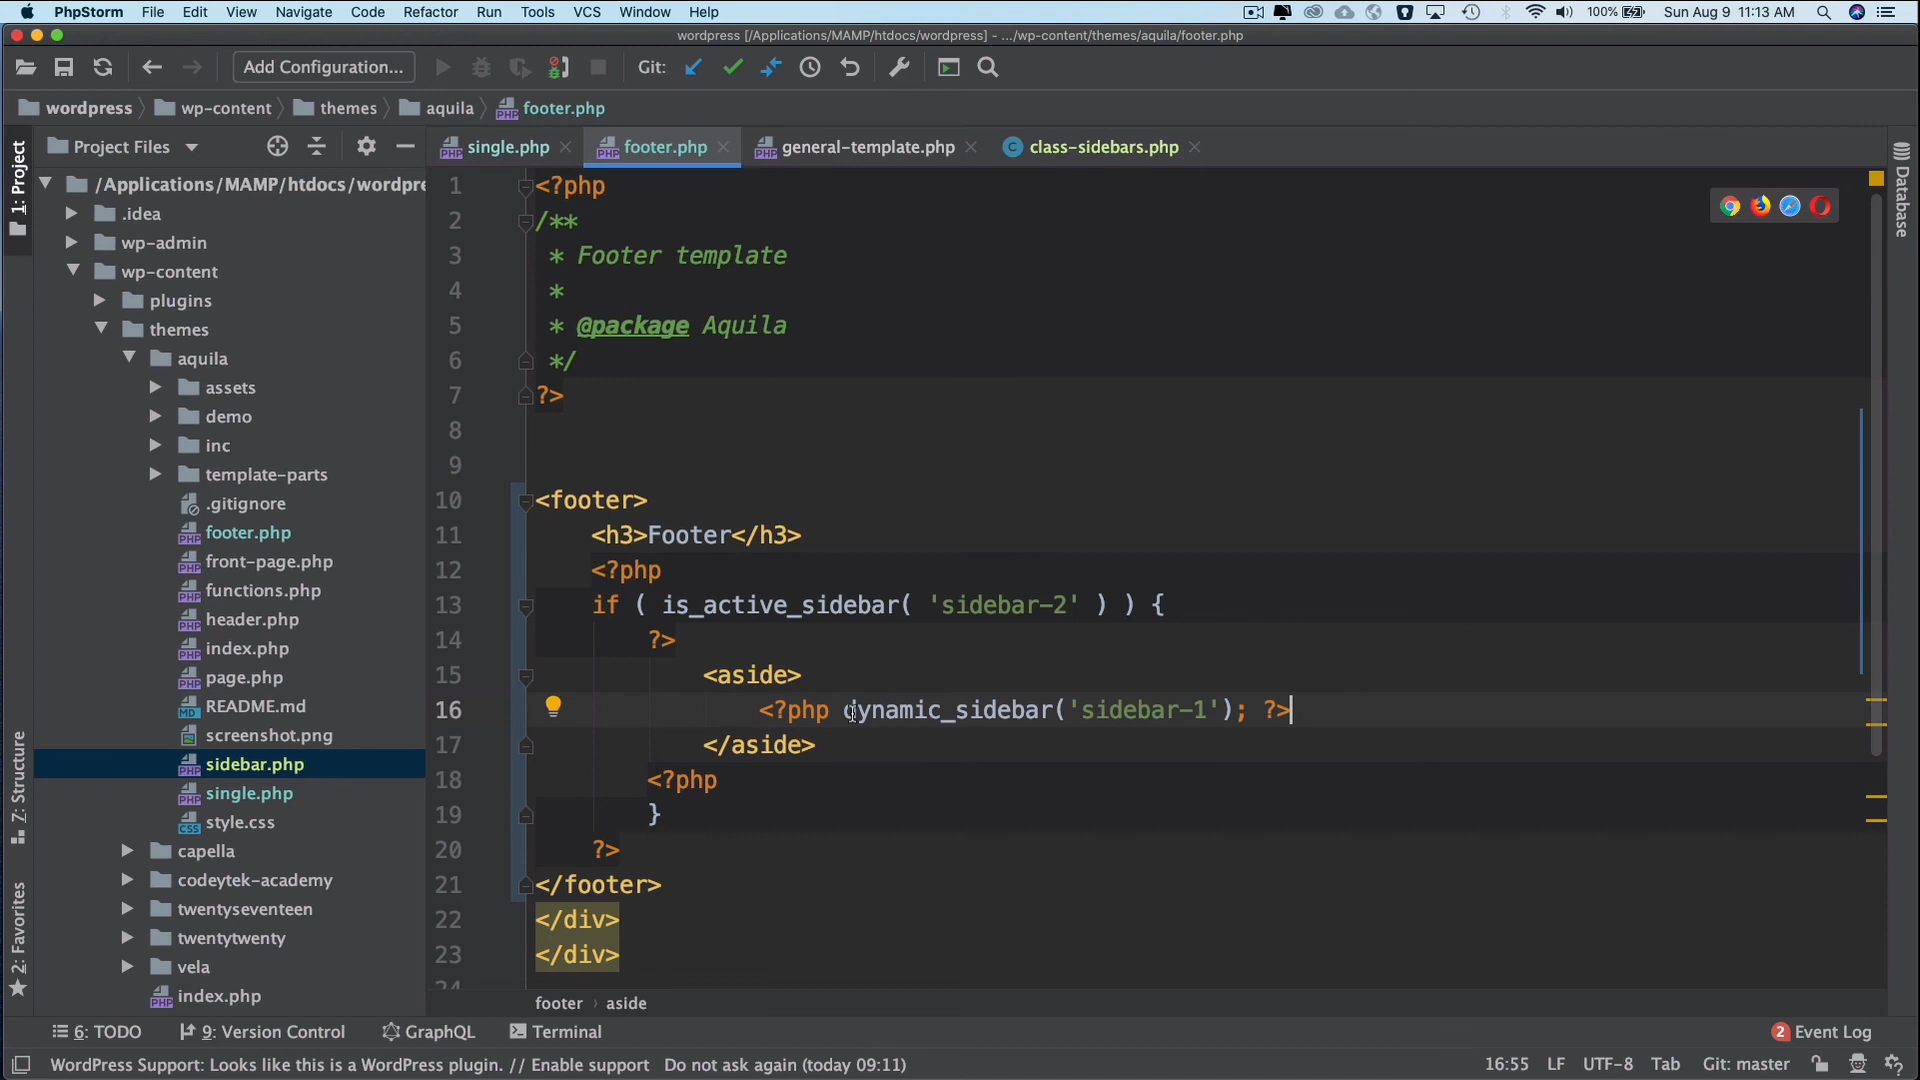 PhpStorm File Edit View Navigate Code Refactor Run Tools VCS Window Help 100% Sun Aug 9 11:13 AM
wordpress [/Applications/MAMP/htdocs/wordpress] - .../wp-content/themes/aquila/footer.php
Add Configuration... Git:
wordpress wp-content themes aquila footer.php
1: Project
Project Files
single.php footer.php general-template.php class-sidebars.php
Database
/Applications/MAMP/htdocs/wordpre
.idea
wp-admin
wp-content
plugins
themes
aquila
assets
demo
inc
template-parts
.gitignore
footer.php
front-page.php
functions.php
header.php
index.php
page.php
README.md
screenshot.png
sidebar.php
single.php
style.css
capella
codeytek-academy
twentyseventeen
twentytwenty
vela
index.php
7: Structure
2: Favorites
1 <?php
2 /**
3 * Footer template
4 *
5 * @package Aquila
6 */
7 ?>
8
9
10 <footer>
11 <h3>Footer</h3>
12 <?php
13 if ( is_active_sidebar( 'sidebar-2' ) ) {
14 ?>
15 <aside>
16 <?php dynamic_sidebar('sidebar-1'); ?>
17 </aside>
18 <?php
19 }
20 ?>
21 </footer>
22 </div>
23 </div>
24
footer › aside
6: TODO 9: Version Control GraphQL Terminal 2 Event Log
WordPress Support: Looks like this is a WordPress plugin. // Enable support Do not ask again (today 09:11) 16:55 LF UTF-8 Tab Git: master